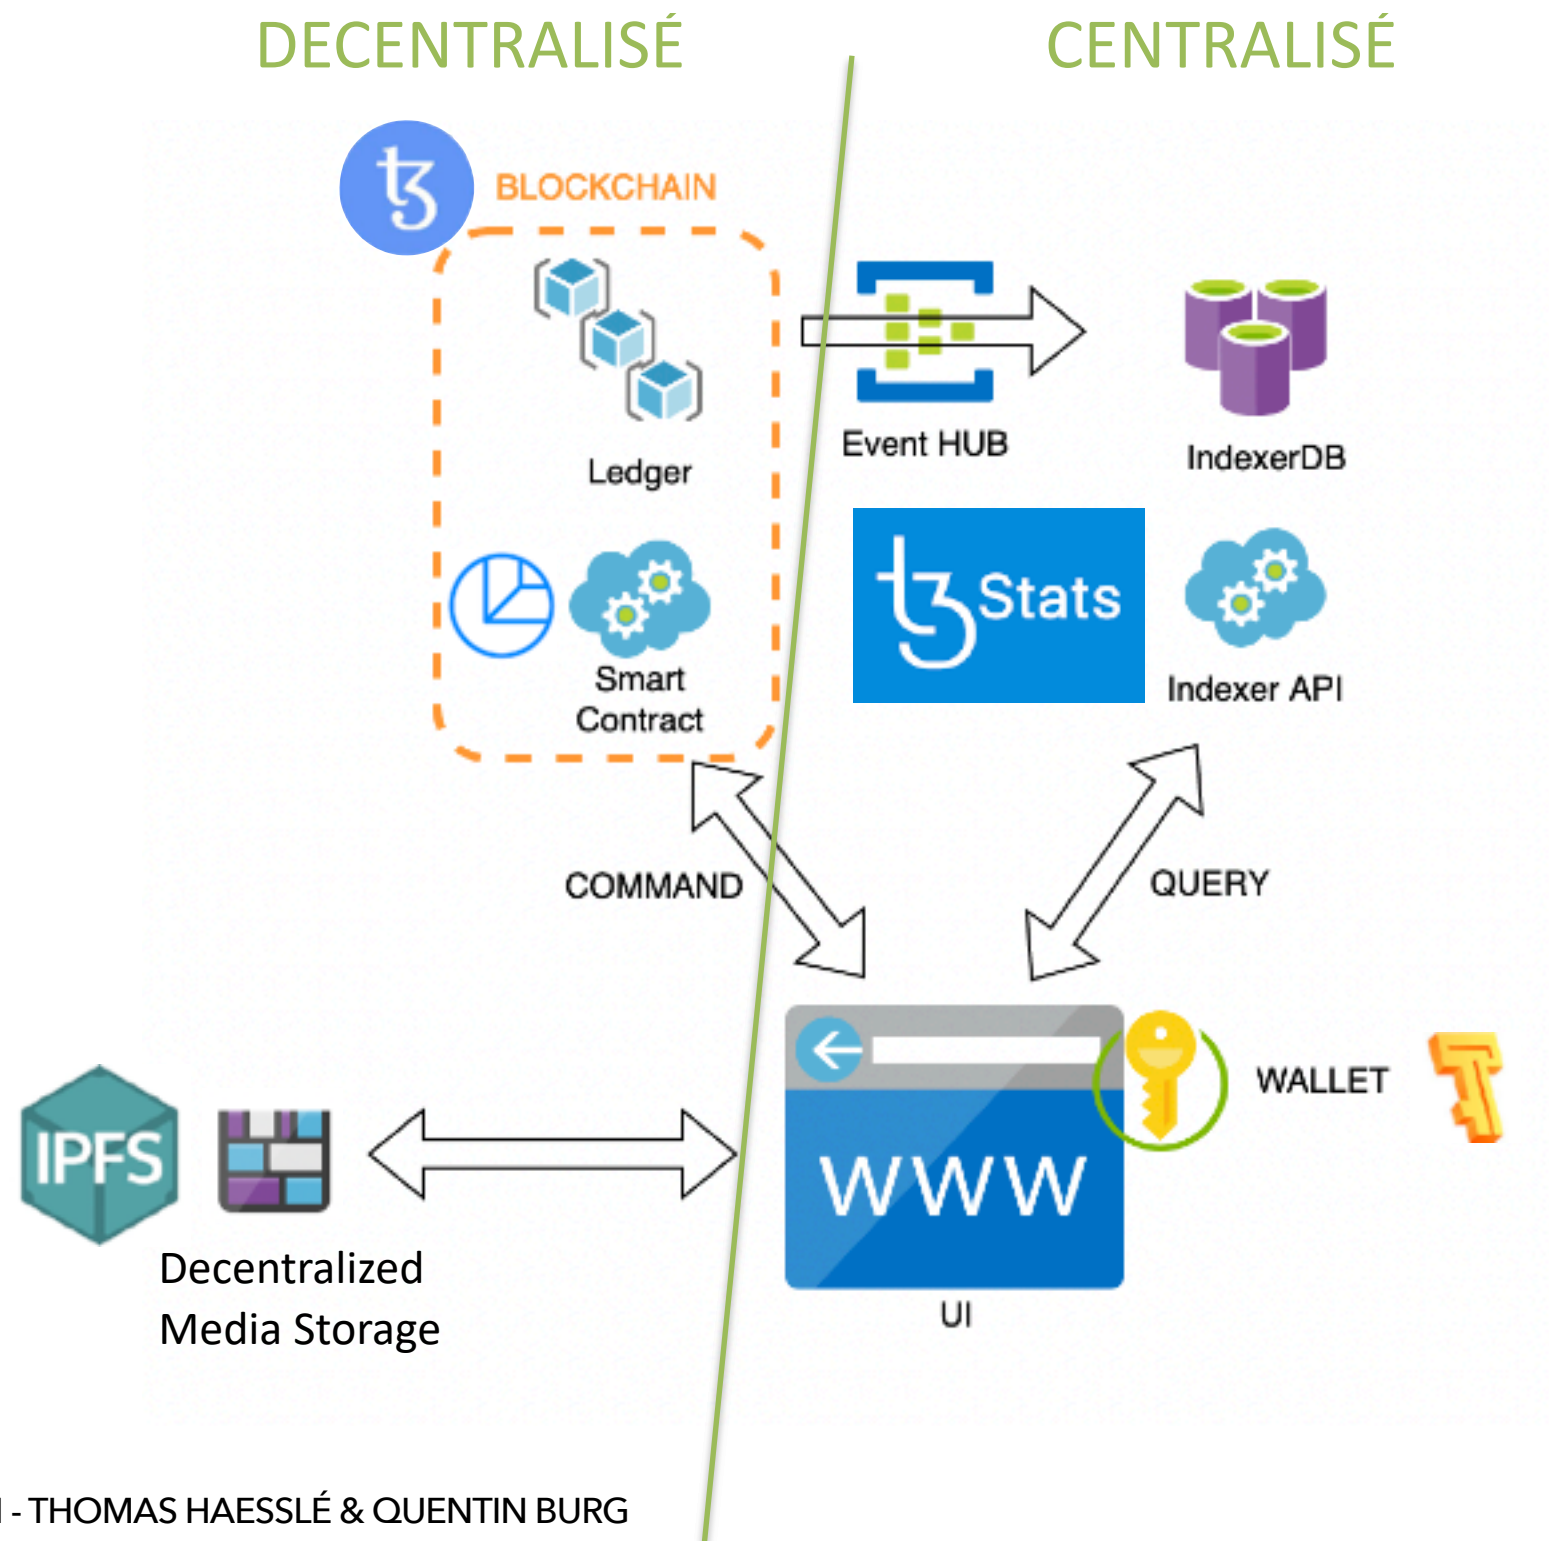 DECENTRALISÉ
CENTRALISÉ
BLOCKCHAIN
Ledger
Event HUB
IndexerDB
Smart
Contract
Stats
Indexer API
COMMAND
QUERY
WALLET
IPFS
WWW
UI
Decentralized
Media Storage
- THOMAS HAESSLÉ & QUENTIN BURG